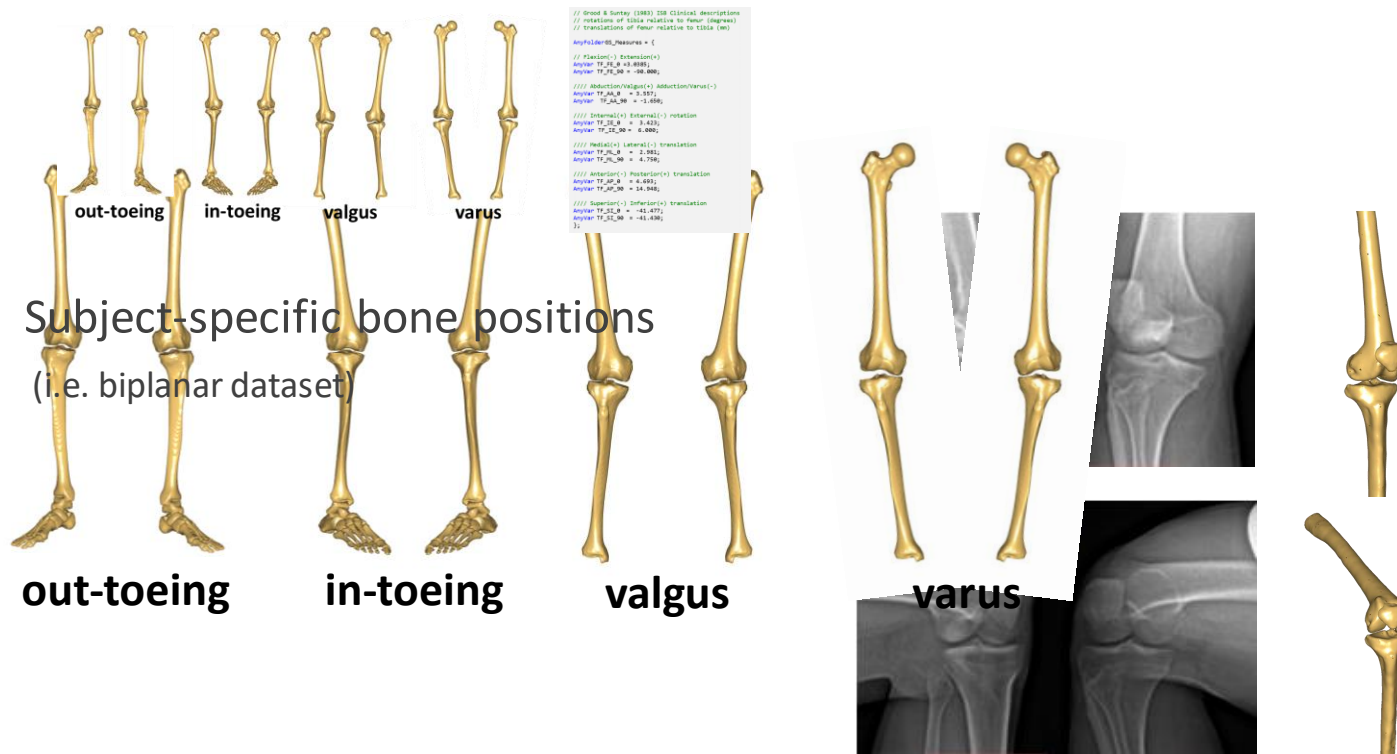 // Grood & Suntay (1983) ISB Clinical descriptions
// rotations of tibia relative to femur (degrees)
// translations of femur relative to tibia (mm)
AnyFolder GS_Measures = {
// Flexion(-) Extension(+)
AnyVar TF_FE_0 =3.0385;
AnyVar TF_FE_90 = -90.000;
//// Abduction/Valgus(+) Adduction/Varus(-)
AnyVar TF_AA_0 = 3.557;
AnyVar TF_AA_90 = -1.650;
//// Internal(+) External(-) rotation
AnyVar TF_IE_0 = 3.423;
AnyVar TF_IE_90 = 6.000;
//// Medial(+) Lateral(-) translation
AnyVar TF_ML_0 = 2.981;
AnyVar TF_ML_90 = 4.750;
//// Anterior(-) Posterior(+) translation
AnyVar TF_AP_0 = 4.693;
AnyVar TF_AP_90 = 14.948;
//// Superior(-) Inferior(+) translation
AnyVar TF_SI_0 = -41.477;
AnyVar TF_SI_90 = -41.430;
};
out-toeing in-toeing valgus varus
Subject-specific bone positions
(i.e. biplanar dataset)
out-toeing in-toeing valgus varus